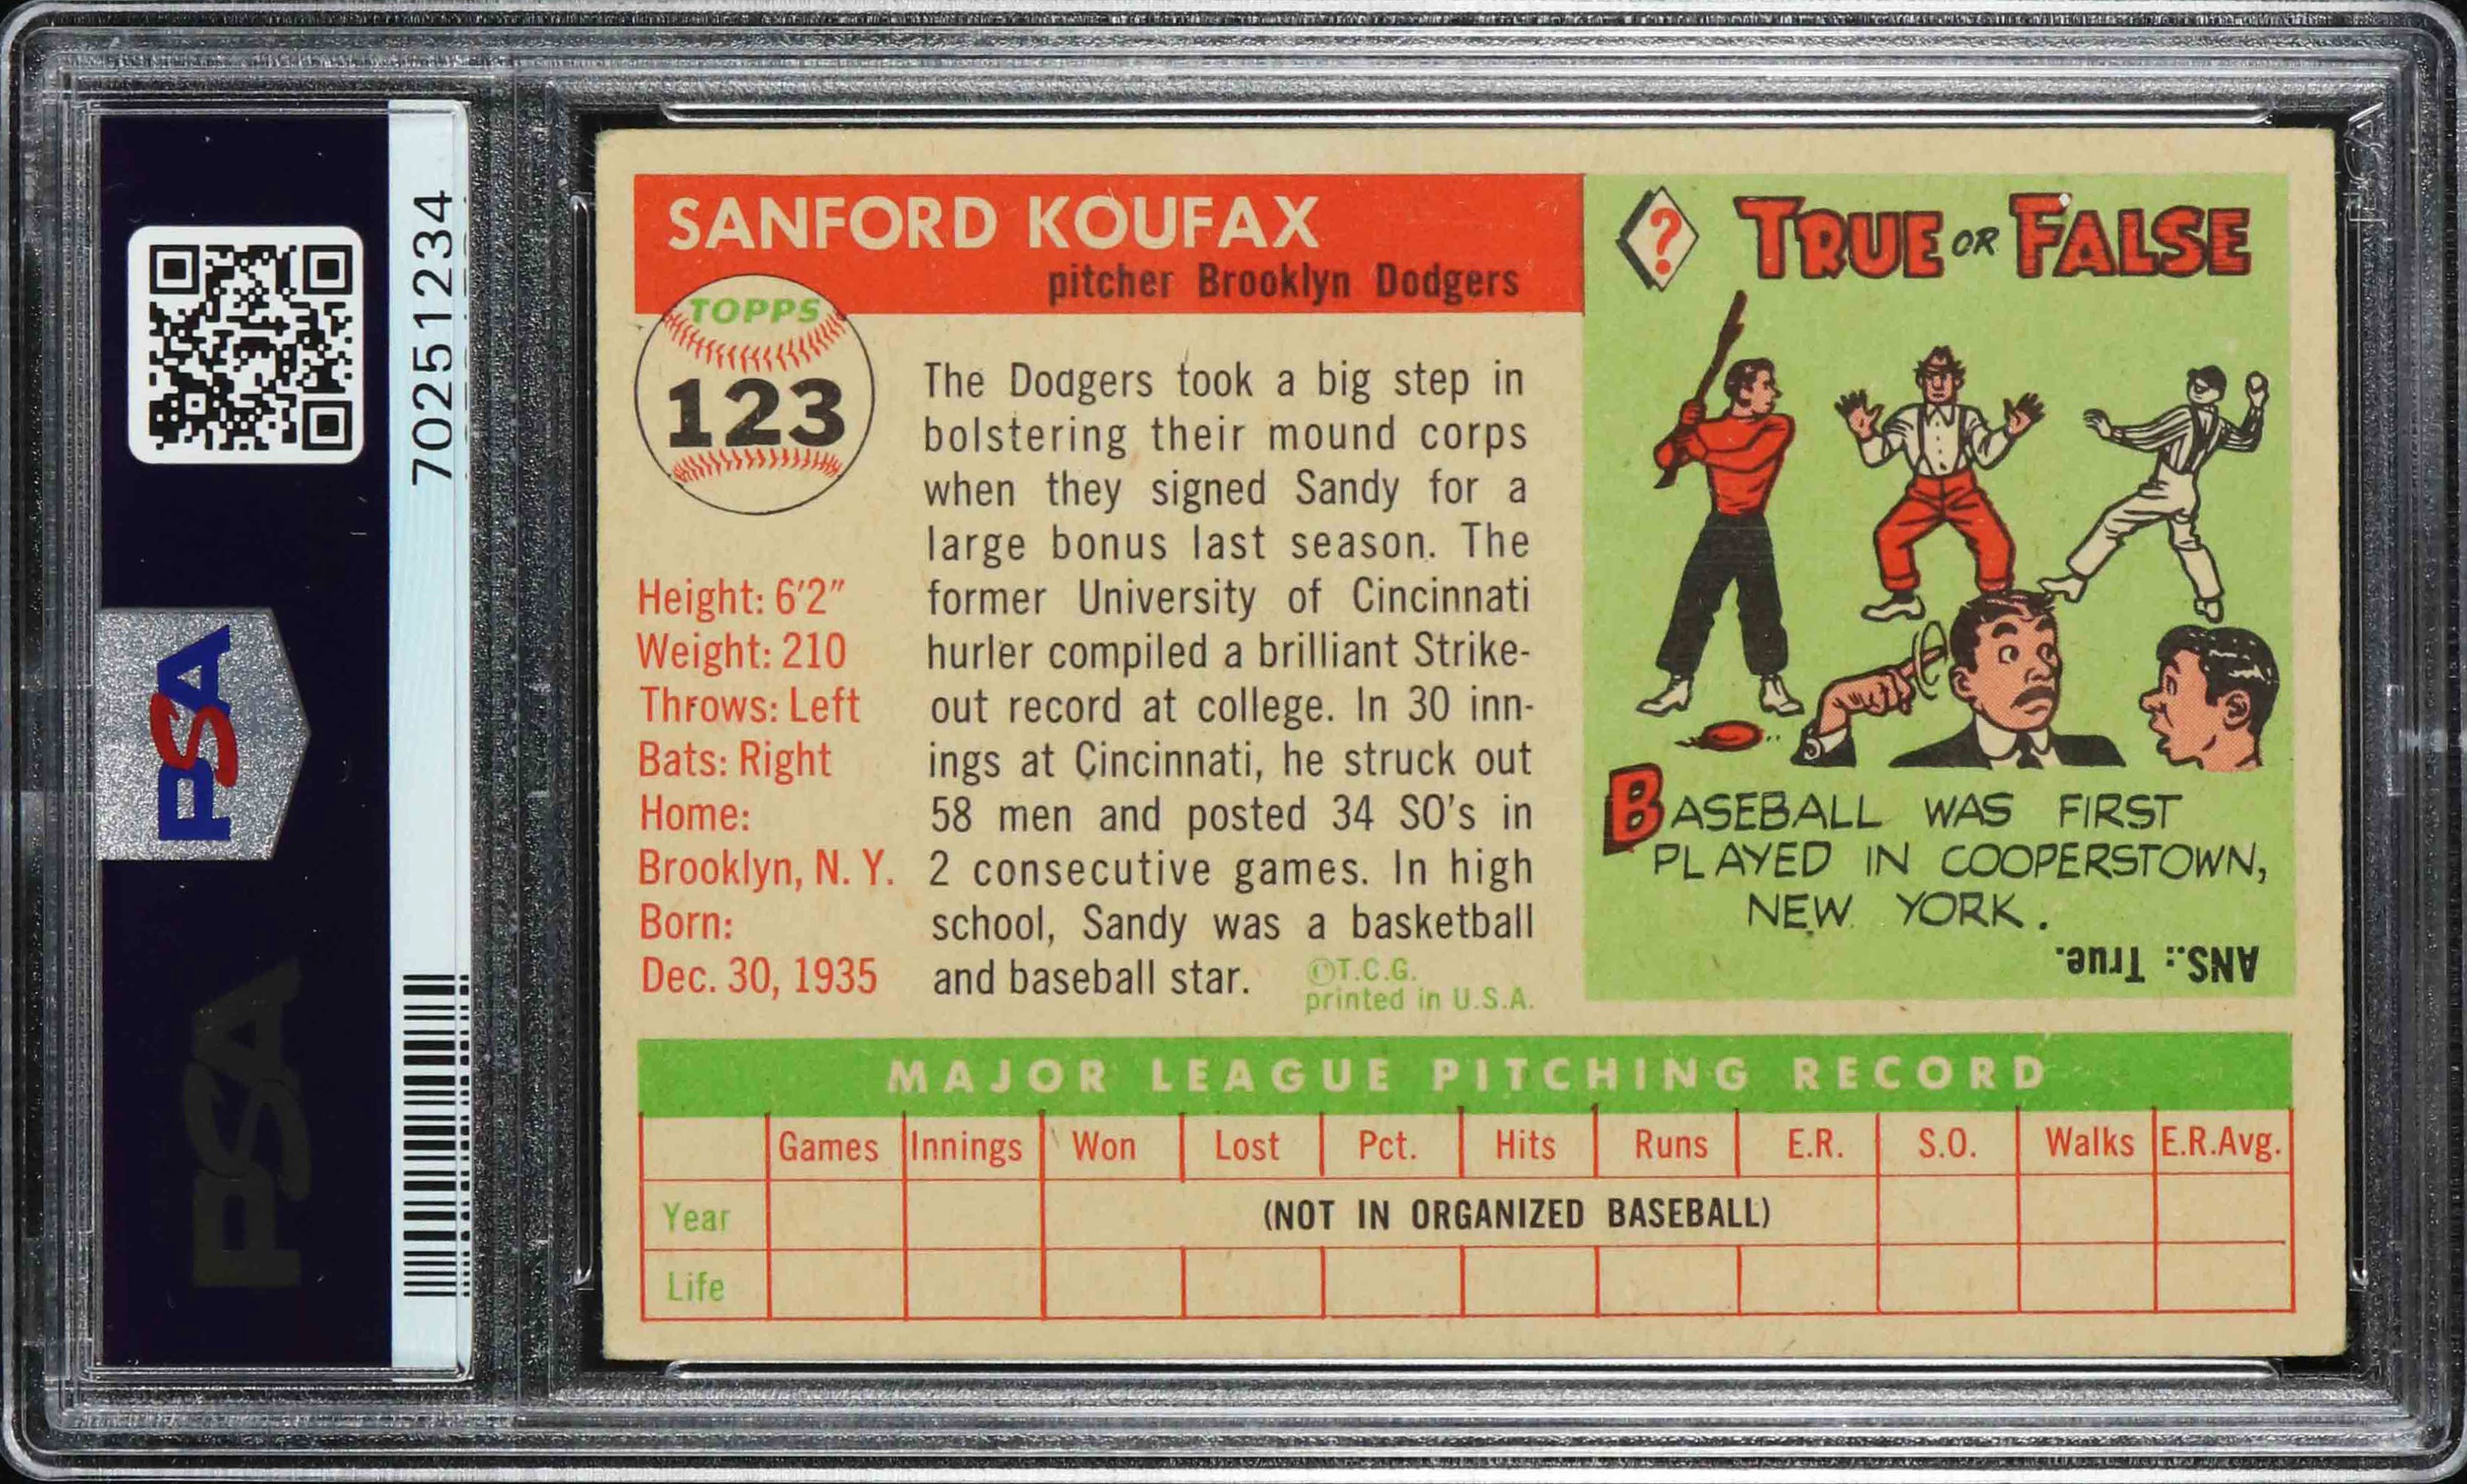 70251234
PSA
PSA
SANFORD KOUFAX
pitcher Brooklyn Dodgers
TOPPS
123
The Dodgers took a big step in
bolstering their mound corps
when they signed Sandy for a
large bonus last season. The
former University of Cincinnati
hurler compiled a brilliant Strike-
out record at college. In 30 inn-
ings at Cincinnati, he struck out
58 men and posted 34 SO's in
2 consecutive games. In high
school, Sandy was a basketball
and baseball star.
©T.C.G.
printed in U.S.A.
Height: 6'2"
Weight: 210
Throws: Left
Bats: Right
Home:
Brooklyn, N. Y.
Born:
Dec. 30, 1935
?
TRUE OR FALSE
BASEBALL WAS FIRST
PLAYED IN COOPERSTOWN,
NEW YORK.
ANS.: True.
MAJOR LEAGUE PITCHING RECORD
Games Innings Won Lost Pct. Hits Runs E.R. S.O. Walks E.R.Avg.
Year (NOT IN ORGANIZED BASEBALL)
Life
PSA